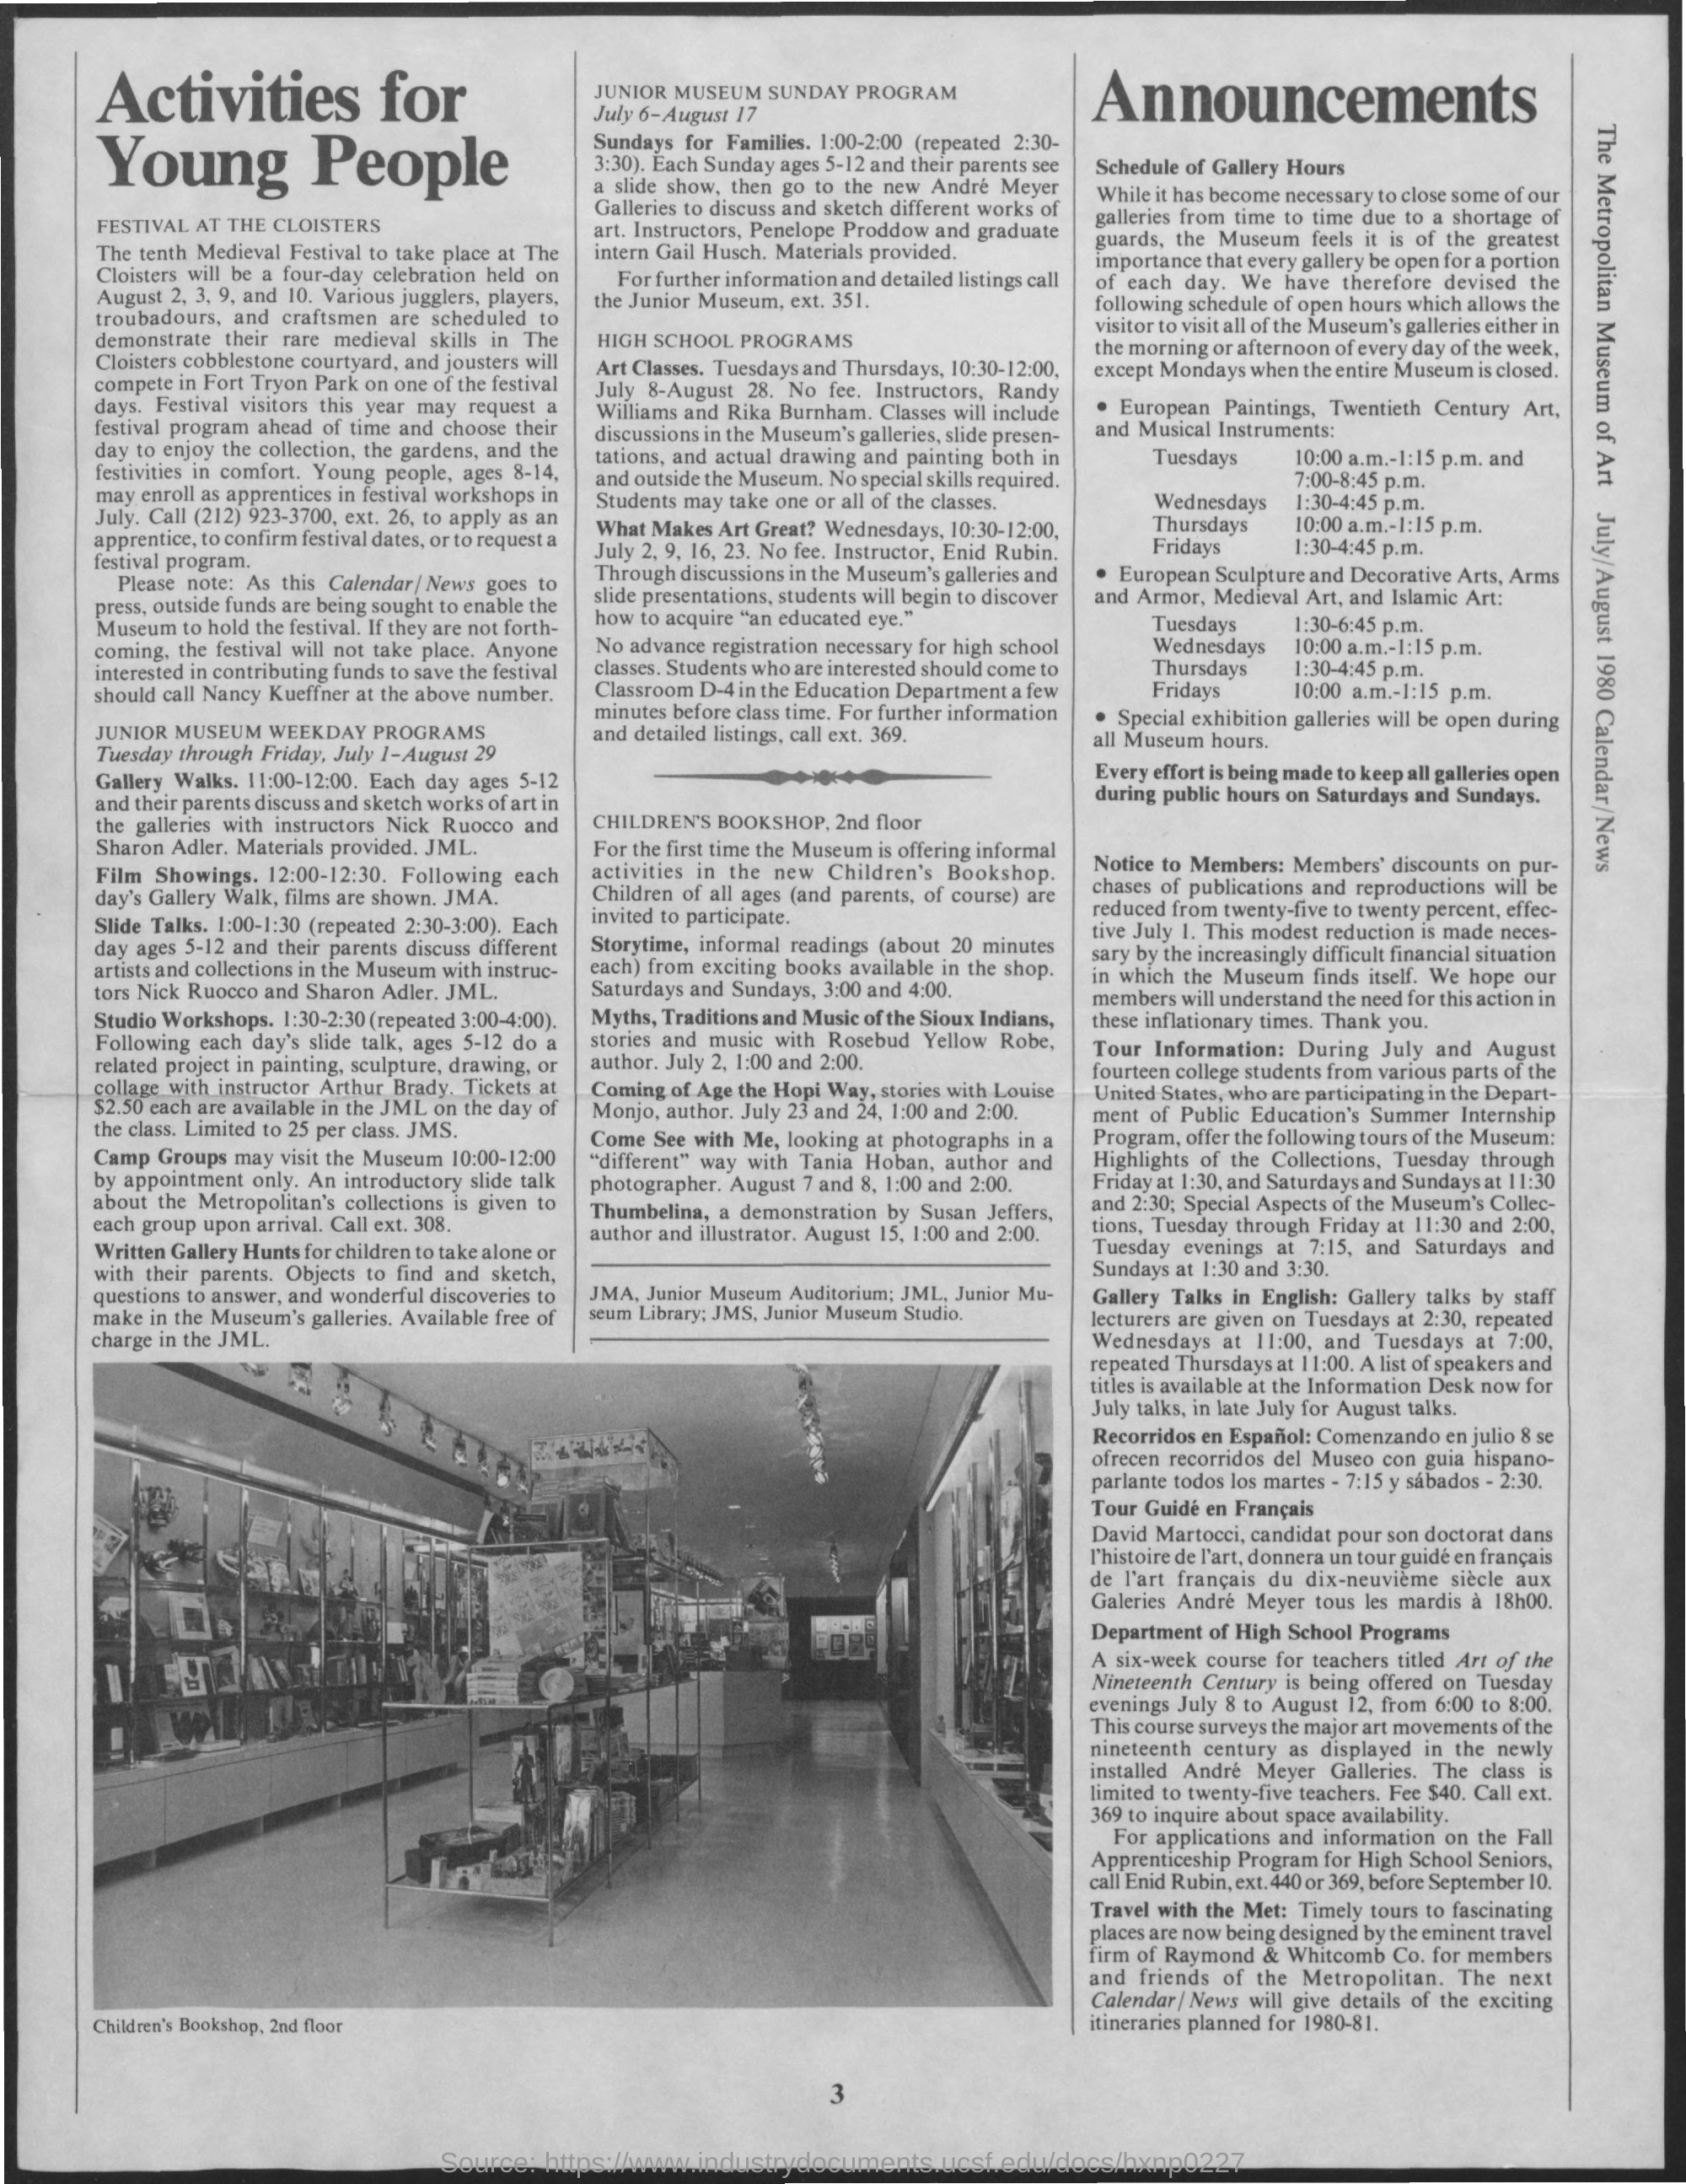 Activities for
Young People
FESTIVAL AT THE CLOISTERS
The tenth Medieval Festival to take place at The
Cloisters will be a four-day celebration held on
August 2, 3, 9, and 10. Various jugglers, players,
troubadours, and craftsmen are scheduled to
demonstrate their rare medieval skills in The
Cloisters cobblestone courtyard, and jousters will
compete in Fort Tryon Park on one of the festival
days. Festival visitors this year may request a
festival program ahead of time and choose their
day to enjoy the collection, the gardens, and the
festivities in comfort. Young people, ages 8-14,
may enroll as apprentices in festival workshops in
July. Call (212) 923-3700, ext. 26, to apply as an
apprentice, to confirm festival dates, or to request a
festival program.
Please note: As this Calendar/News goes to
press, outside funds are being sought to enable the
Museum to hold the festival. If they are not forth-
coming, the festival will not take place. Anyone
interested in contributing funds to save the festival
should call Nancy Kueffner at the above number.
JUNIOR MUSEUM WEEKDAY PROGRAMS
Tuesday through Friday, July 1-August 29
Gallery Walks. 11:00-12:00. Each day ages 5-12
and their parents discuss and sketch works of art in
the galleries with instructors Nick Ruocco and
Sharon Adler. Materials provided. JML.
Film Showings. 12:00-12:30. Following each
day's Gallery Walk, films are shown. JMA.
Slide Talks. 1:00-1:30 (repeated 2:30-3:00). Each
day ages 5-12 and their parents discuss different
artists and collections in the Museum with instruc-
tors Nick Ruocco and Sharon Adler. JML.
Studio Workshops. 1:30-2:30 (repeated 3:00-4:00).
Following each day's slide talk, ages 5-12 do a
related project in painting, sculpture, drawing, or
collage with instructor Arthur Brady. Tickets at
$2.50 each are available in the JML on the day of
the class. Limited to 25 per class. JMS.
Camp Groups may visit the Museum 10:00-12:00
by appointment only. An introductory slide talk
about the Metropolitan's collections is given to
each group upon arrival. Call ext. 308.
Written Gallery Hunts for children to take alone or
with their parents. Objects to find and sketch,
questions to answer, and wonderful discoveries to
make in the Museum's galleries. Available free of
charge in the JML.
JUNIOR MUSEUM SUNDAY PROGRAM
July 6-August 17
Sundays for Families. 1:00-2:00 (repeated 2:30-
3:30). Each Sunday ages 5-12 and their parents see
a slide show, then go to the new André Meyer
Galleries to discuss and sketch different works of
art. Instructors, Penelope Proddow and graduate
intern Gail Husch. Materials provided.
For further information and detailed listings call
the Junior Museum, ext. 351.
HIGH SCHOOL PROGRAMS
Art Classes. Tuesdays and Thursdays, 10:30-12:00,
July 8-August 28. No fee. Instructors, Randy
Williams and Rika Burnham. Classes will include
discussions in the Museum's galleries, slide presen-
tations, and actual drawing and painting both in
and outside the Museum. No special skills required.
Students may take one or all of the classes.
What Makes Art Great? Wednesdays, 10:30-12:00,
July 2, 9, 16, 23. No fee. Instructor, Enid Rubin.
Through discussions in the Museum's galleries and
slide presentations, students will begin to discover
how to acquire "an educated eye."
No advance registration necessary for high school
classes. Students who are interested should come to
Classroom D-4 in the Education Department a few
minutes before class time. For further information
and detailed listings, call ext. 369.
CHILDREN'S BOOKSHOP, 2nd floor
For the first time the Museum is offering informal
activities in the new Children's Bookshop.
Children of all ages (and parents, of course) are
invited to participate.
Storytime, informal readings (about 20 minutes
each) from exciting books available in the shop.
Saturdays and Sundays, 3:00 and 4:00.
Myths, Traditions and Music of the Sioux Indians,
stories and music with Rosebud Yellow Robe,
author. July 2, 1:00 and 2:00.
Coming of Age the Hopi Way, stories with Louise
Monjo, author. July 23 and 24, 1:00 and 2:00.
Come See with Me, looking at photographs in a
"different" way with Tania Hoban, author and
photographer. August 7 and 8, 1:00 and 2:00.
Thumbelina, a demonstration by Susan Jeffers,
author and illustrator. August 15, 1:00 and 2:00.
JMA, Junior Museum Auditorium; JML, Junior Mu-
seum Library; JMS, Junior Museum Studio.
Children's Bookshop, 2nd floor
Announcements
Schedule of Gallery Hours
While it has become necessary to close some of our
galleries from time to time due to a shortage of
guards, the Museum feels it is of the greatest
importance that every gallery be open for a portion
of each day. We have therefore devised the
following schedule of open hours which allows the
visitor to visit all of the Museum's galleries either in
the morning or afternoon of every day of the week,
except Mondays when the entire Museum is closed.
• European Paintings, Twentieth Century Art,
and Musical Instruments:
Tuesdays 10:00 a.m.-1:15 p.m. and
7:00-8:45 p.m.
Wednesdays 1:30-4:45 p.m.
Thursdays 10:00 a.m.-1:15 p.m.
Fridays 1:30-4:45 p.m.
• European Sculpture and Decorative Arts, Arms
and Armor, Medieval Art, and Islamic Art:
Tuesdays 1:30-6:45 p.m.
Wednesdays 10:00 a.m.-1:15 p.m.
Thursdays 1:30-4:45 p.m.
Fridays 10:00 a.m.-1:15 p.m.
• Special exhibition galleries will be open during
all Museum hours.
Every effort is being made to keep all galleries open
during public hours on Saturdays and Sundays.
Notice to Members: Members' discounts on pur-
chases of publications and reproductions will be
reduced from twenty-five to twenty percent, effec-
tive July 1. This modest reduction is made neces-
sary by the increasingly difficult financial situation
in which the Museum finds itself. We hope our
members will understand the need for this action in
these inflationary times. Thank you.
Tour Information: During July and August
fourteen college students from various parts of the
United States, who are participating in the Depart-
ment of Public Education's Summer Internship
Program, offer the following tours of the Museum:
Highlights of the Collections, Tuesday through
Friday at 1:30, and Saturdays and Sundays at 11:30
and 2:30; Special Aspects of the Museum's Collec-
tions, Tuesday through Friday at 11:30 and 2:00,
Tuesday evenings at 7:15, and Saturdays and
Sundays at 1:30 and 3:30.
Gallery Talks in English: Gallery talks by staff
lecturers are given on Tuesdays at 2:30, repeated
Wednesdays at 11:00, and Tuesdays at 7:00,
repeated Thursdays at 11:00. A list of speakers and
titles is available at the Information Desk now for
July talks, in late July for August talks.
Recorridos en Español: Comenzando en julio 8 se
ofrecen recorridos del Museo con guia hispano-
parlante todos los martes - 7:15 y sábados - 2:30.
Tour Guidé en Français
David Martocci, candidat pour son doctorat dans
l'histoire de l'art, donnera un tour guidé en français
de l'art français du dix-neuvième siècle aux
Galeries André Meyer tous les mardis à 18h00.
Department of High School Programs
A six-week course for teachers titled Art of the
Nineteenth Century is being offered on Tuesday
evenings July 8 to August 12, from 6:00 to 8:00.
This course surveys the major art movements of the
nineteenth century as displayed in the newly
installed André Meyer Galleries. The class is
limited to twenty-five teachers. Fee $40. Call ext.
369 to inquire about space availability.
For applications and information on the Fall
Apprenticeship Program for High School Seniors,
call Enid Rubin, ext. 440 or 369, before September 10.
Travel with the Met: Timely tours to fascinating
places are now being designed by the eminent travel
firm of Raymond & Whitcomb Co. for members
and friends of the Metropolitan. The next
Calendar/News will give details of the exciting
itineraries planned for 1980-81.
The Metropolitan Museum of Art July/August 1980 Calendar/News
3
Source: https://www.industrydocuments.ucsf.edu/docs/hxnp0227